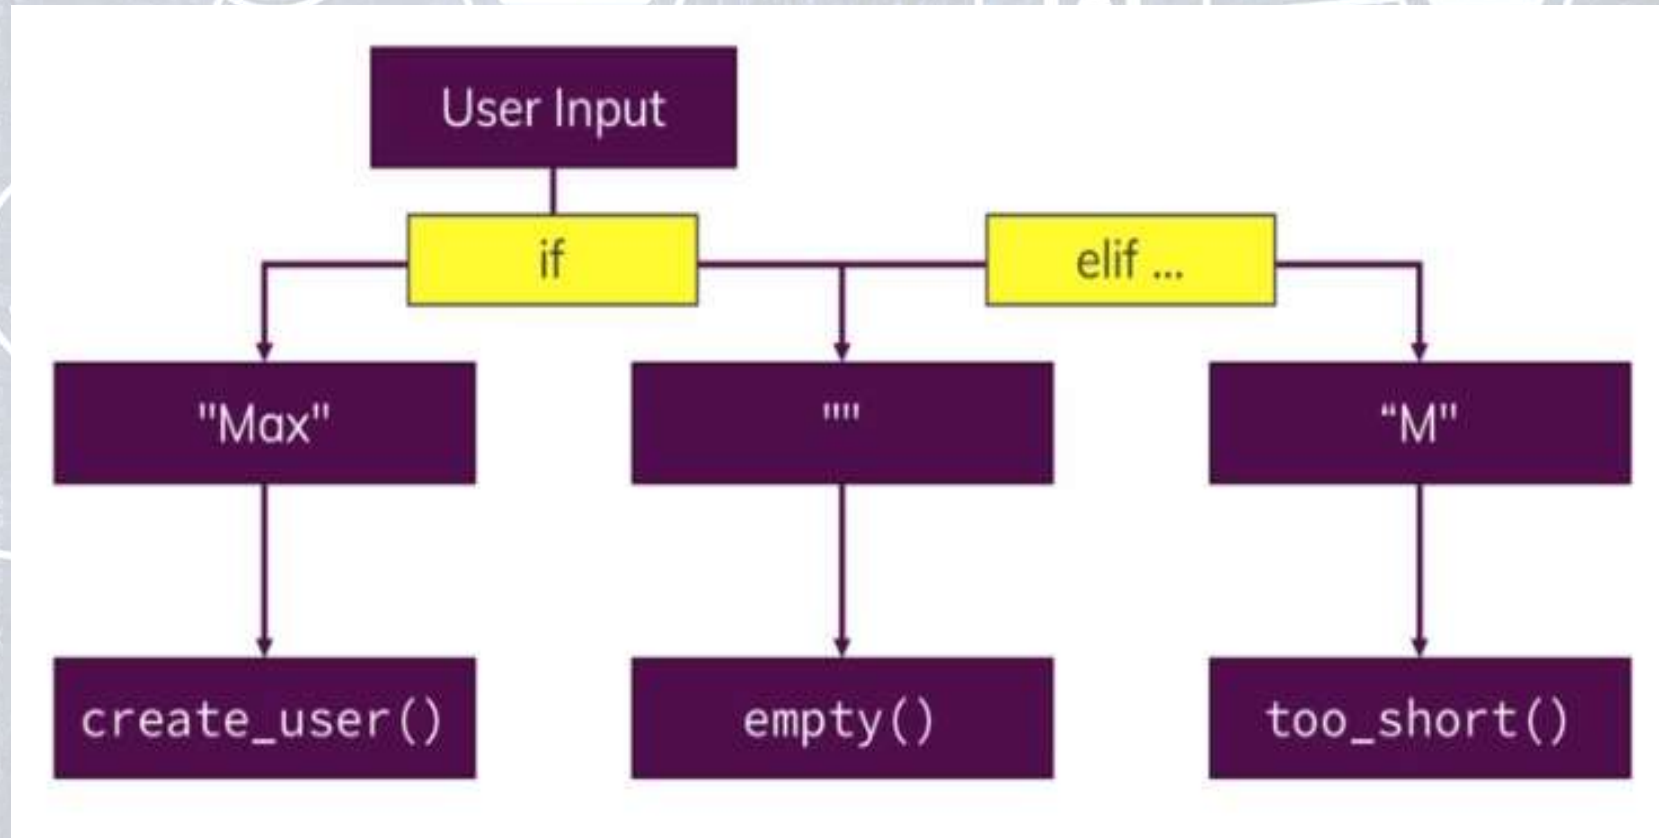 User Input
if
elif ...
"Max"
""
“M"
create_user()
empty()
too_short()